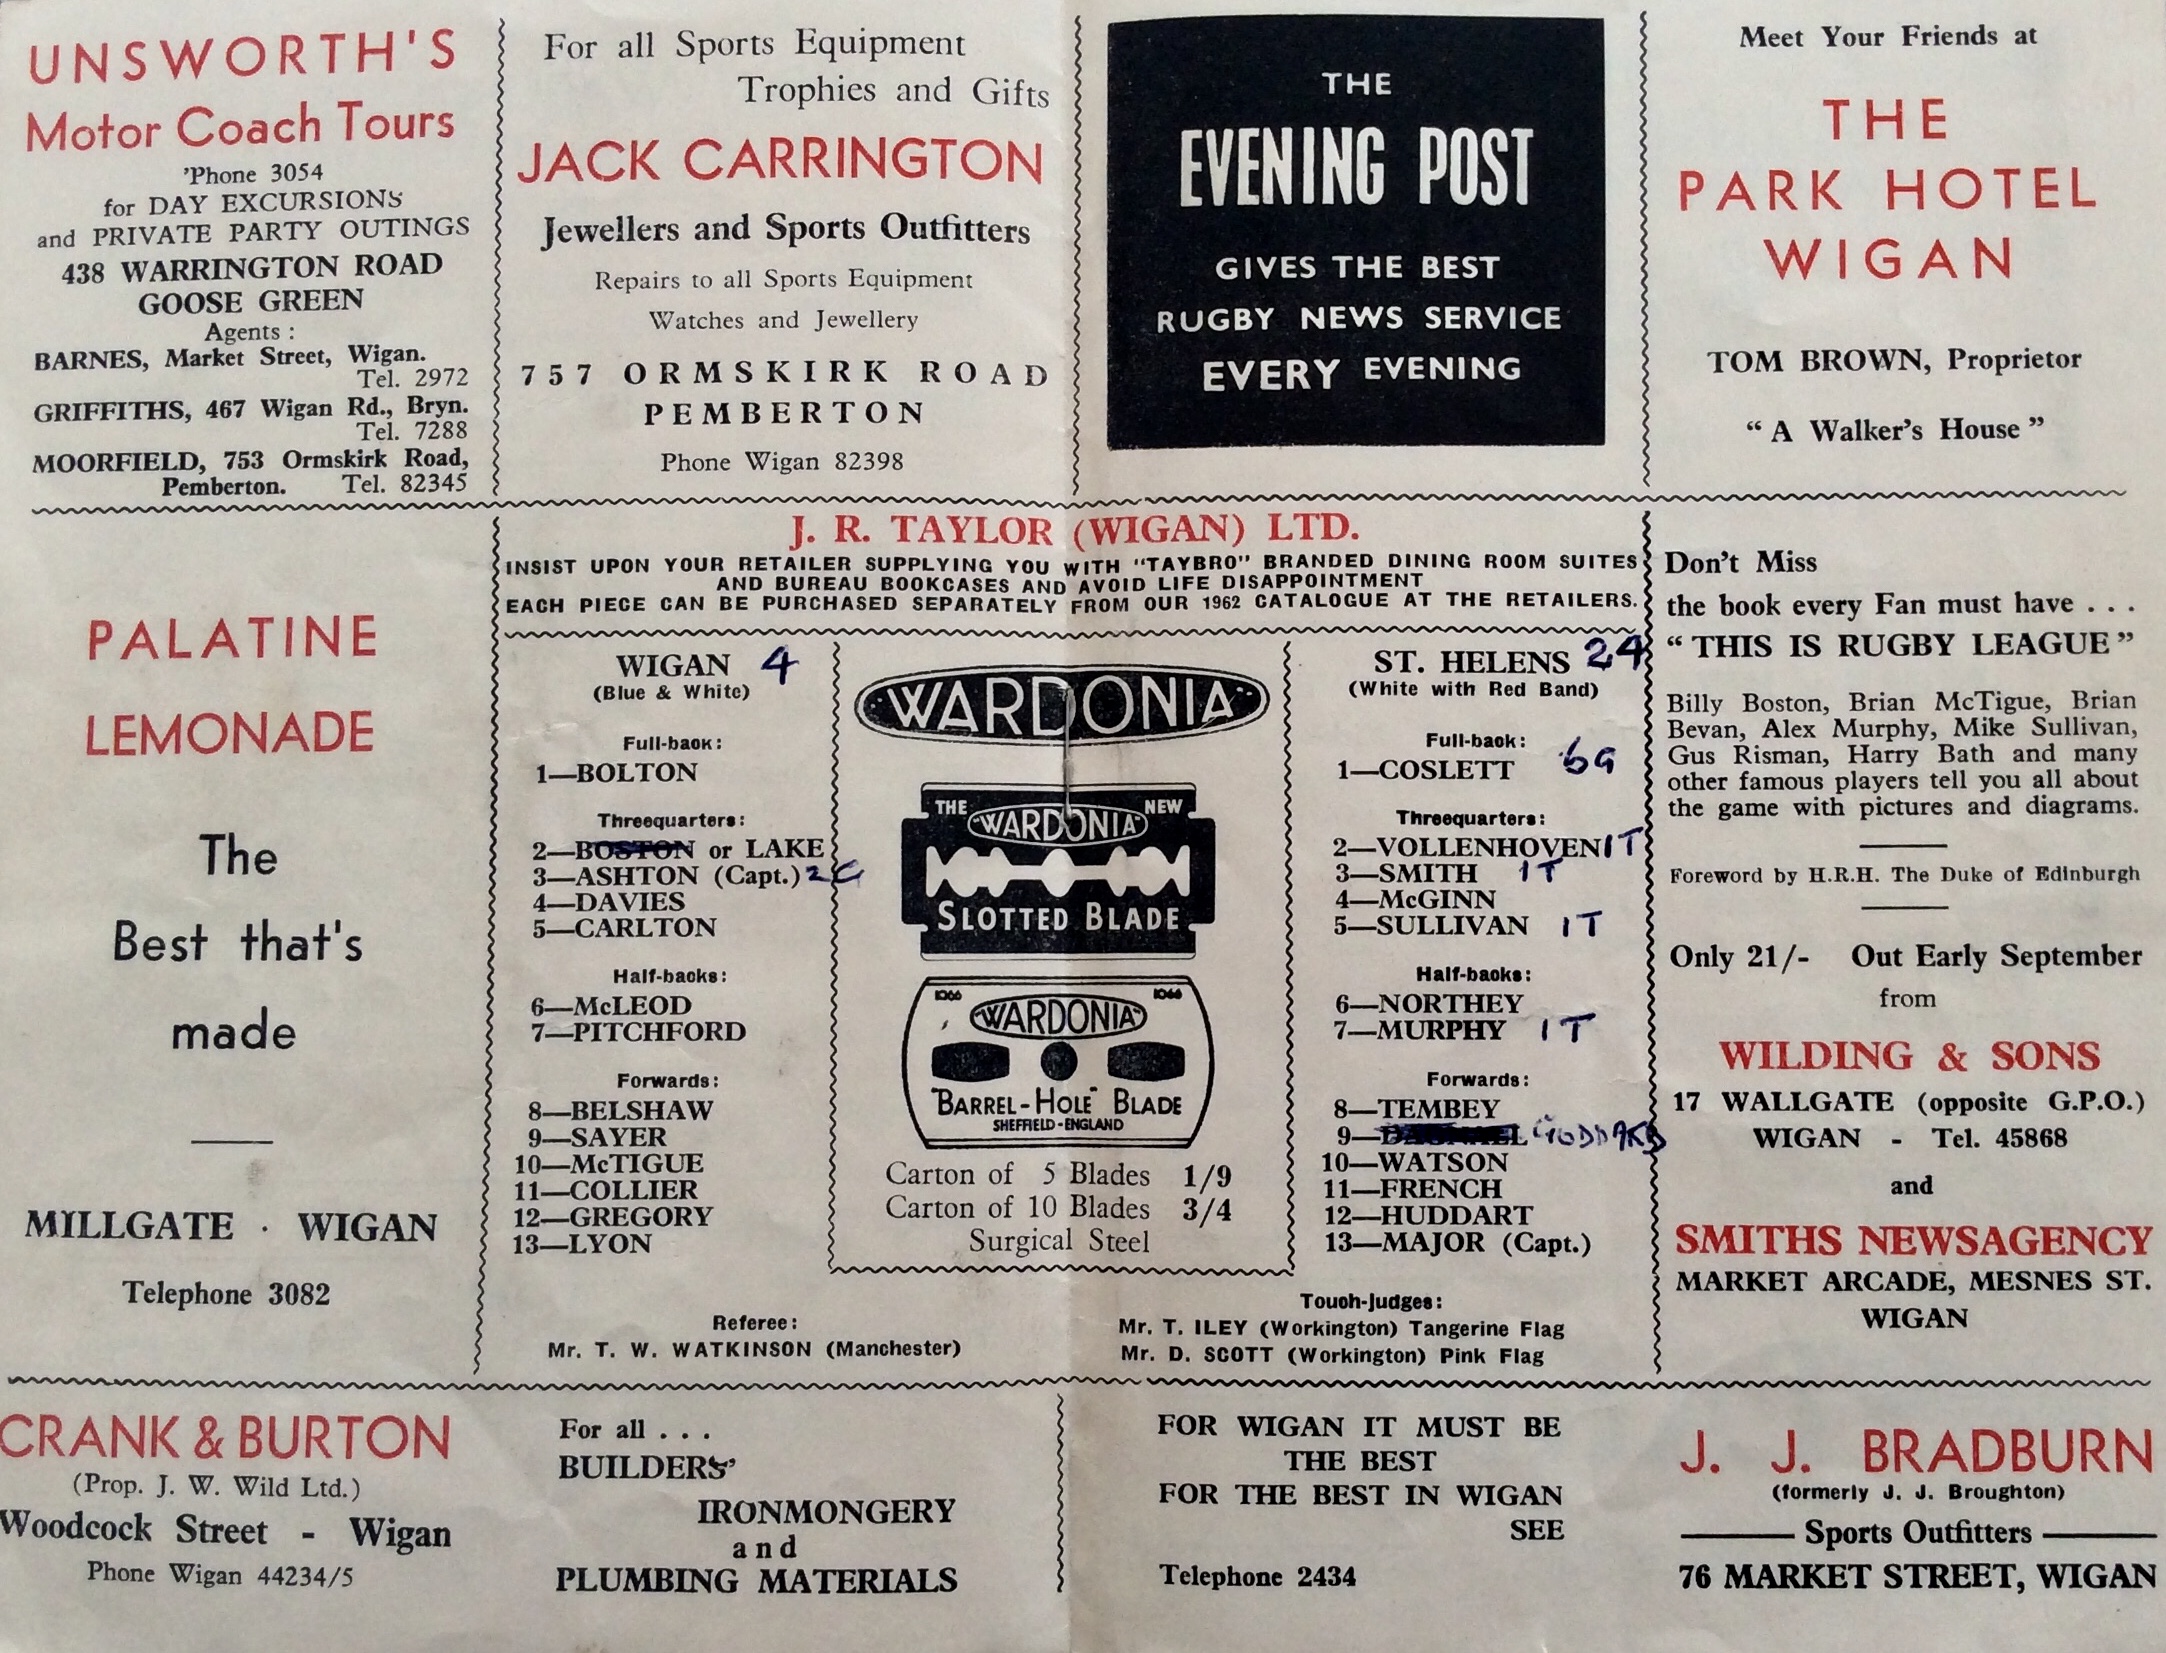 UNSWORTH'S
Motor Coach Tours
'Phone 3054
for DAY EXCURSIONS
and PRIVATE PARTY OUTINGS
438 WARRINGTON ROAD
GOOSE GREEN
Agents :
BARNES, Market Street, Wigan.
Tel. 2972
GRIFFITHS, 467 Wigan Rd., Bryn.
Tel. 7288
MOORFIELD, 753 Ormskirk Road,
Pemberton. Tel. 82345
For all Sports Equipment
Trophies and Gifts
JACK CARRINGTON
Jewellers and Sports Outfitters
Repairs to all Sports Equipment
Watches and Jewellery
757 ORMSKIRK ROAD
PEMBERTON
Phone Wigan 82398
THE
EVENING POST
GIVES THE BEST
RUGBY NEWS SERVICE
EVERY EVENING
Meet Your Friends at
THE
PARK HOTEL
WIGAN
TOM BROWN, Proprietor
" A Walker's House "
PALATINE
LEMONADE
The
Best that's
made
MILLGATE · WIGAN
Telephone 3082
J. R. TAYLOR (WIGAN) LTD.
INSIST UPON YOUR RETAILER SUPPLYING YOU WITH "TAYBRO" BRANDED DINING ROOM SUITES
AND BUREAU BOOKCASES AND AVOID LIFE DISAPPOINTMENT
EACH PIECE CAN BE PURCHASED SEPARATELY FROM OUR 1962 CATALOGUE AT THE RETAILERS.
WIGAN 4
(Blue & White)
Full-back:
1—BOLTON
Threequarters:
2—BOSTON or LAKE
3—ASHTON (Capt.) 2G
4—DAVIES
5—CARLTON
Half-backs:
6—McLEOD
7—PITCHFORD
Forwards:
8—BELSHAW
9—SAYER
10—McTIGUE
11—COLLIER
12—GREGORY
13—LYON
WARDONIA
THE "WARDONIA" NEW
SLOTTED BLADE
1066 1066
"WARDONIA"
"BARREL-HOLE" BLADE
SHEFFIELD-ENGLAND
Carton of 5 Blades 1/9
Carton of 10 Blades 3/4
Surgical Steel
ST. HELENS 24
(White with Red Band)
Full-back:
1—COSLETT 6G
Threequarters:
2—VOLLENHOVEN 1T
3—SMITH 1T
4—McGINN
5—SULLIVAN 1T
Half-backs:
6—NORTHEY
7—MURPHY 1T
Forwards:
8—TEMBEY
9— GODDARD
10—WATSON
11—FRENCH
12—HUDDART
13—MAJOR (Capt.)
Referee:
Mr. T. W. WATKINSON (Manchester)
Touch-judges:
Mr. T. ILEY (Workington) Tangerine Flag
Mr. D. SCOTT (Workington) Pink Flag
Don't Miss
the book every Fan must have . . .
" THIS IS RUGBY LEAGUE "
Billy Boston, Brian McTigue, Brian
Bevan, Alex Murphy, Mike Sullivan,
Gus Risman, Harry Bath and many
other famous players tell you all about
the game with pictures and diagrams.
Foreword by H.R.H. The Duke of Edinburgh
Only 21/- Out Early September
from
WILDING & SONS
17 WALLGATE (opposite G.P.O.)
WIGAN - Tel. 45868
and
SMITHS NEWSAGENCY
MARKET ARCADE, MESNES ST.
WIGAN
CRANK & BURTON
(Prop. J. W. Wild Ltd.)
Woodcock Street - Wigan
Phone Wigan 44234/5
For all . . .
BUILDERS'
IRONMONGERY
and
PLUMBING MATERIALS
FOR WIGAN IT MUST BE
THE BEST
FOR THE BEST IN WIGAN
SEE
Telephone 2434
J. J. BRADBURN
(formerly J. J. Broughton)
Sports Outfitters
76 MARKET STREET, WIGAN